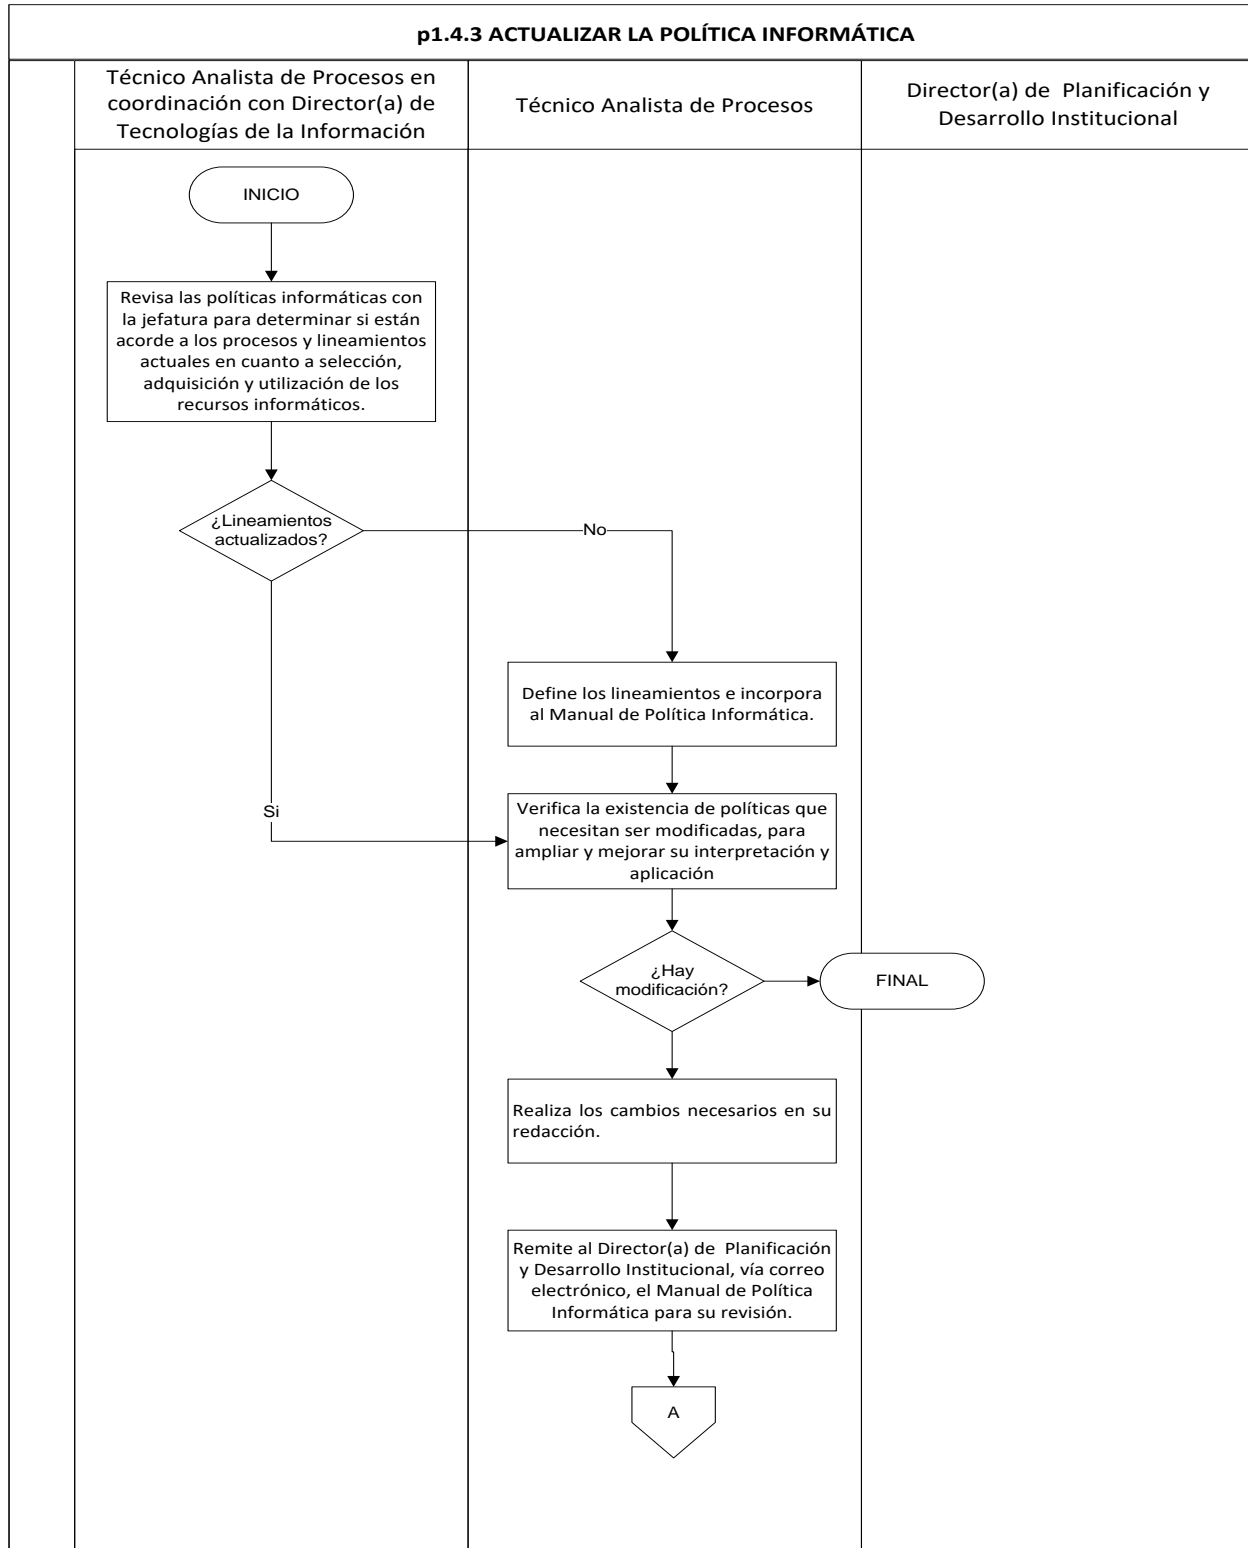 p1.4.3 ACTUALIZAR LA POLÍTICA INFORMÁTICA
Técnico Analista de Procesos en
coordinación con Director(a) de
Tecnologías de la Información
Técnico Analista de Procesos
Director(a) de Planificación y
Desarrollo Institucional
INICIO
Revisa las políticas informáticas con
la jefatura para determinar si están
acorde a los procesos y lineamientos
actuales en cuanto a selección,
adquisición y utilización de los
recursos informáticos.
¿Lineamientos
actualizados?
No
Define los lineamientos e incorpora
al Manual de Política Informática.
Si
Verifica la existencia de políticas que
necesitan ser modificadas, para
ampliar y mejorar su interpretación y
aplicación
¿Hay
modificación?
FINAL
Realiza los cambios necesarios en su
redacción.
Remite al Director(a) de Planificación
y Desarrollo Institucional, vía correo
electrónico, el Manual de Política
Informática para su revisión.
A